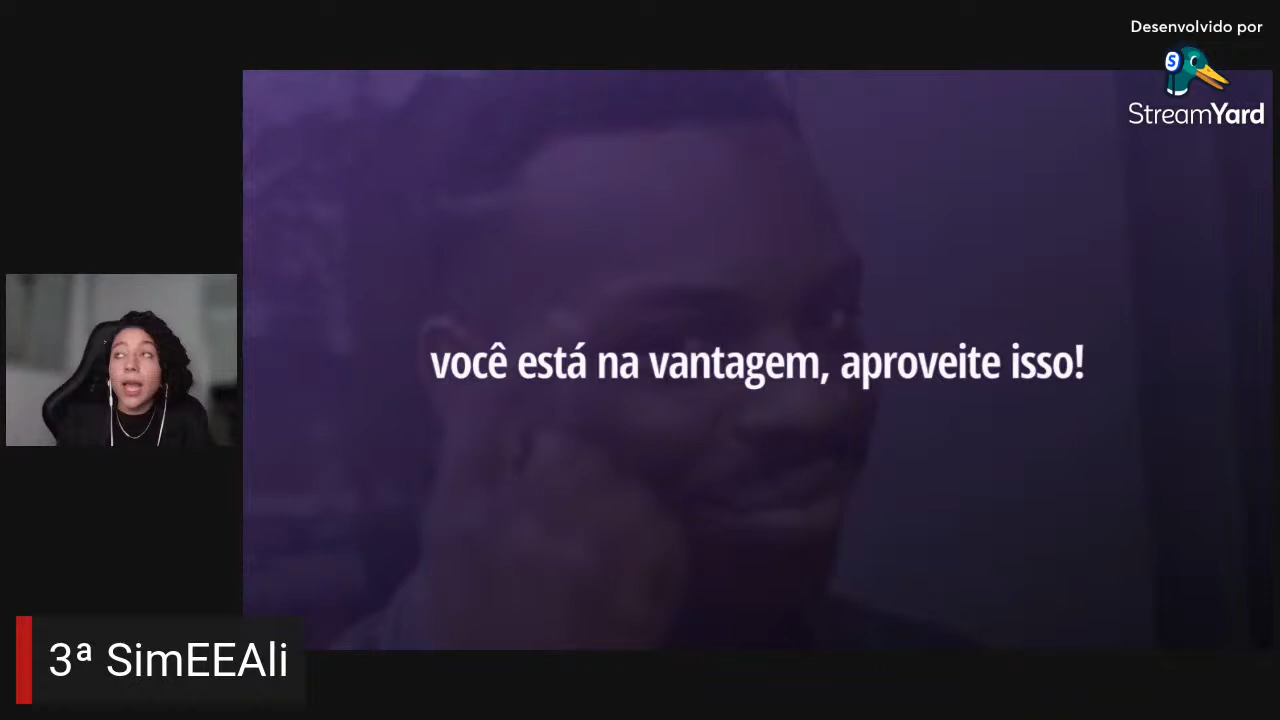 Desenvolvido por
StreamYard
você está na vantagem, aproveite isso!
3ª SimEEAli